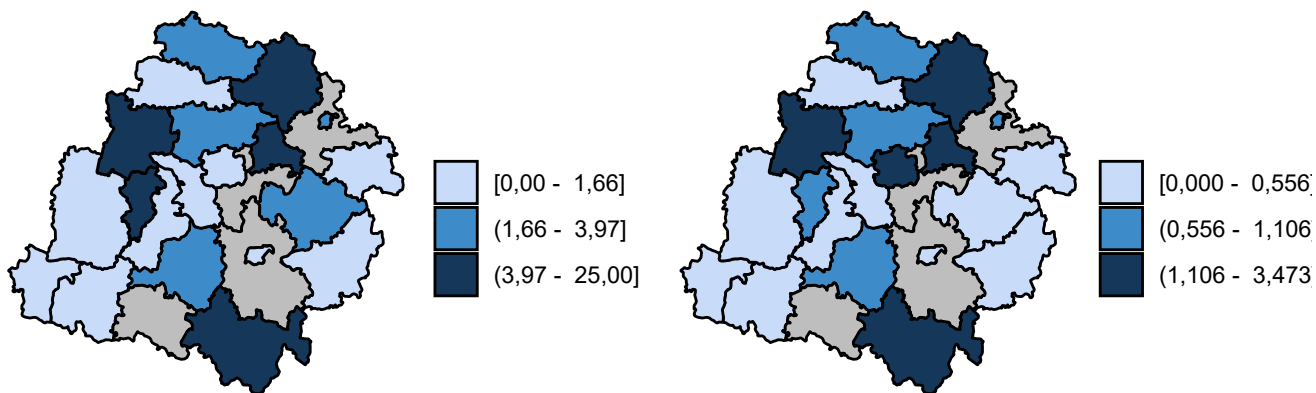 [0,00 - 1,66]
(1,66 - 3,97]
(3,97 - 25,00]
[0,000 - 0,556]
(0,556 - 1,106]
(1,106 - 3,473]